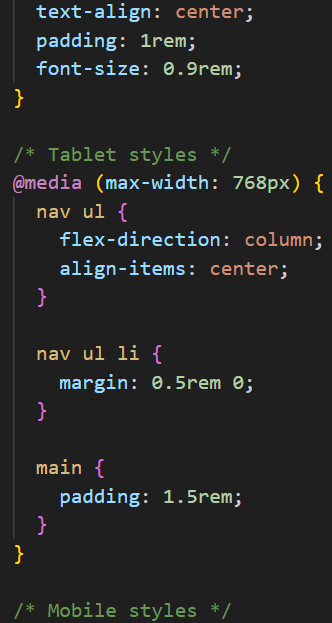 text-align: center;
padding: 1rem;
font-size: 0.9rem;
}
/* Tablet styles */
@media (max-width: 768px) {
nav ul {
flex-direction: column;
align-items: center;
}
nav ul li {
margin: 0.5rem 0;
}
main {
padding: 1.5rem;
}
}
/* Mobile styles */